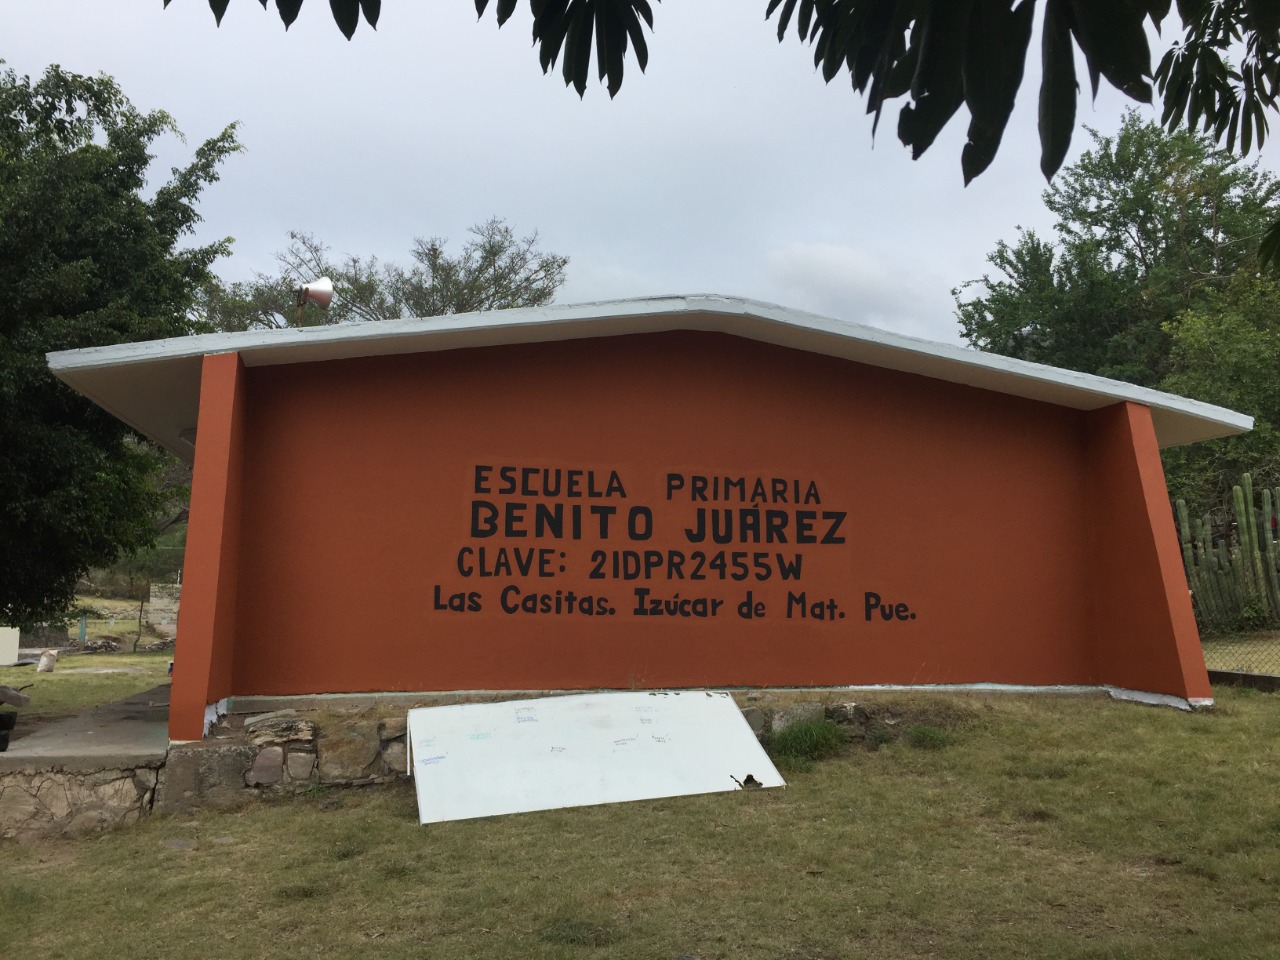 ESCUELA PRIMARIA
BENITO JUÁREZ
CLAVE: 21DPR2455W
Las Casitas. Izúcar de Mat. Pue.